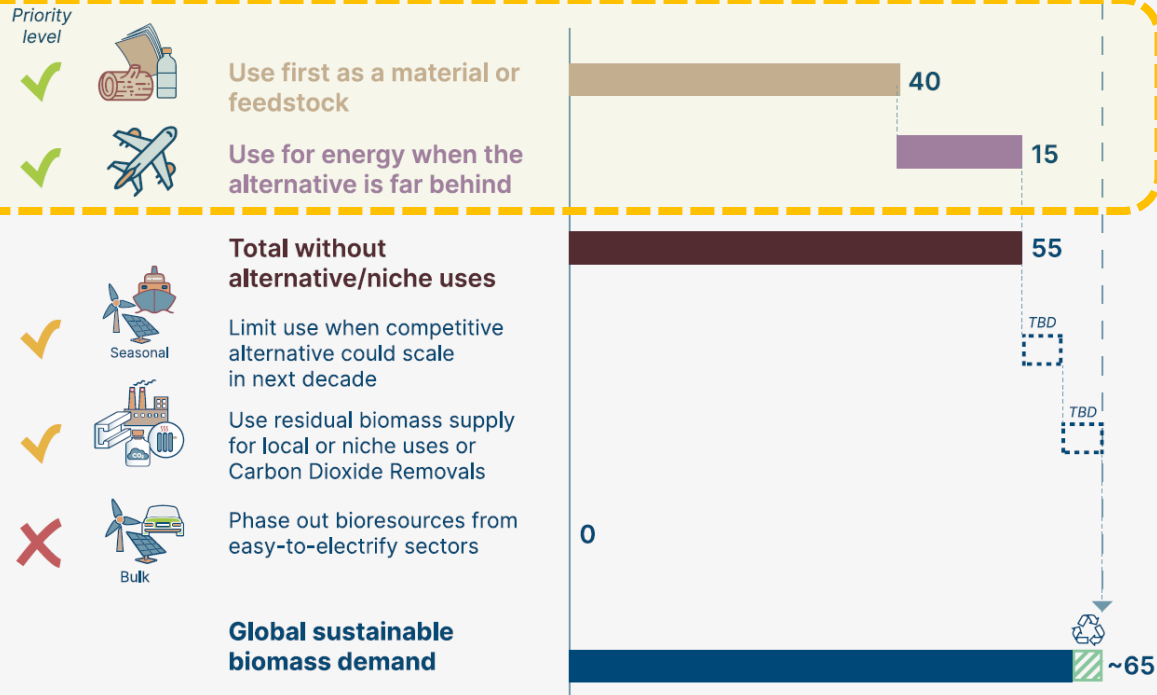 Priority
level
Use first as a material or
feedstock
40
Use for energy when the
alternative is far behind
15
Total without
alternative/niche uses
55
Seasonal
Limit use when competitive
alternative could scale
in next decade
TBD
Use residual biomass supply
for local or niche uses or
Carbon Dioxide Removals
TBD
Phase out bioresources from
easy-to-electrify sectors
0
Bulk
Global sustainable
biomass demand
~65